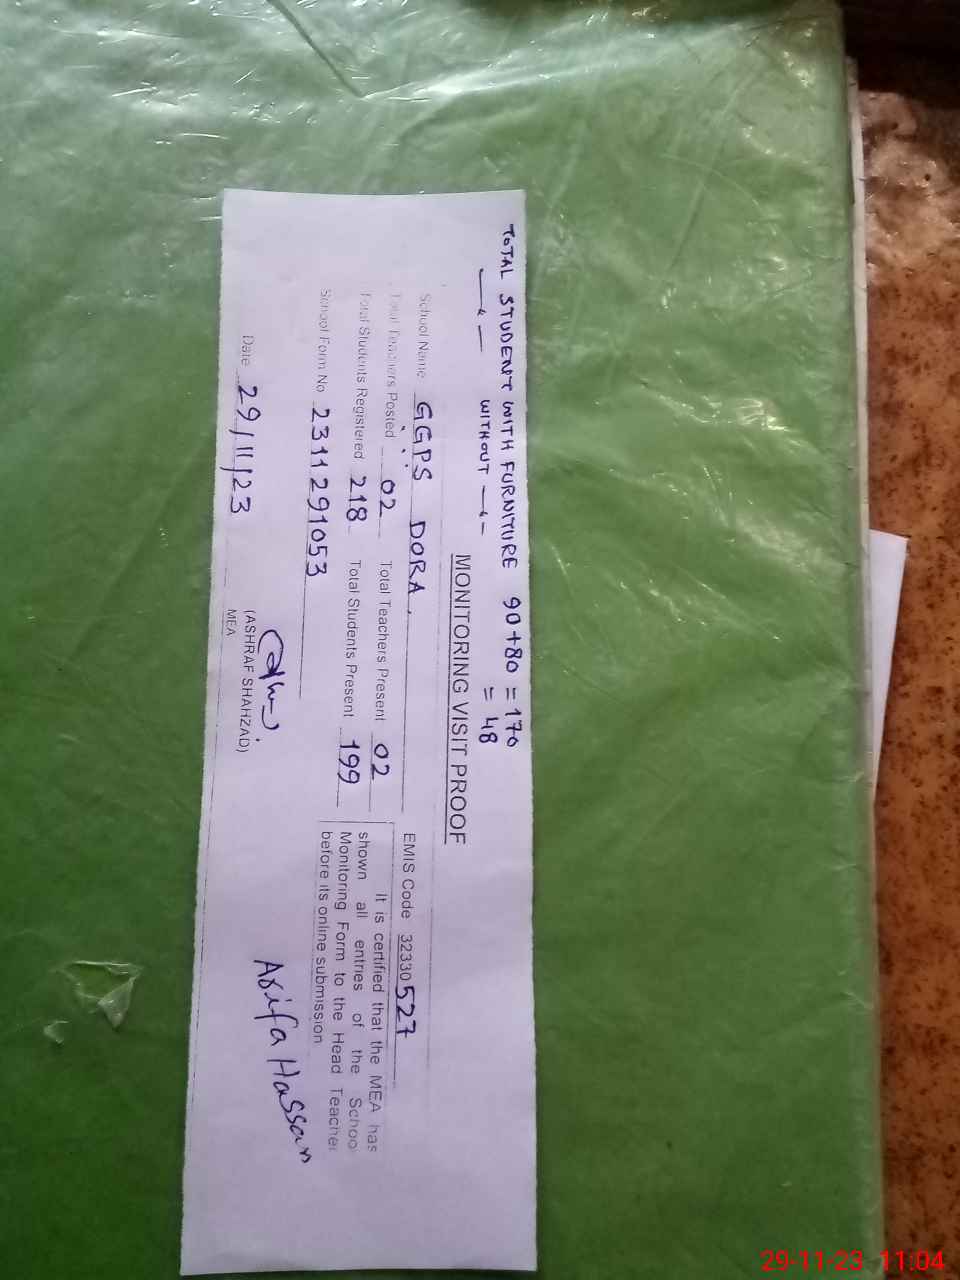 TOTAL STUDENT WITH FURNITURE 90+80 = 170
—〃— WITHOUT —〃— = 48
MONITORING VISIT PROOF
School Name GGPS DORA. EMIS Code 32330527
Total Teachers Posted 02 Total Teachers Present 02
Total Students Registered 218 Total Students Present 199
School Form No 2311291053
It is certified that the MEA has
shown all entries of the School
Monitoring Form to the Head Teacher
before its online submission
Date 29/11/23
(ASHRAF SHAHZAD)
MEA
Asifa Hassan
29-11-23 11:04